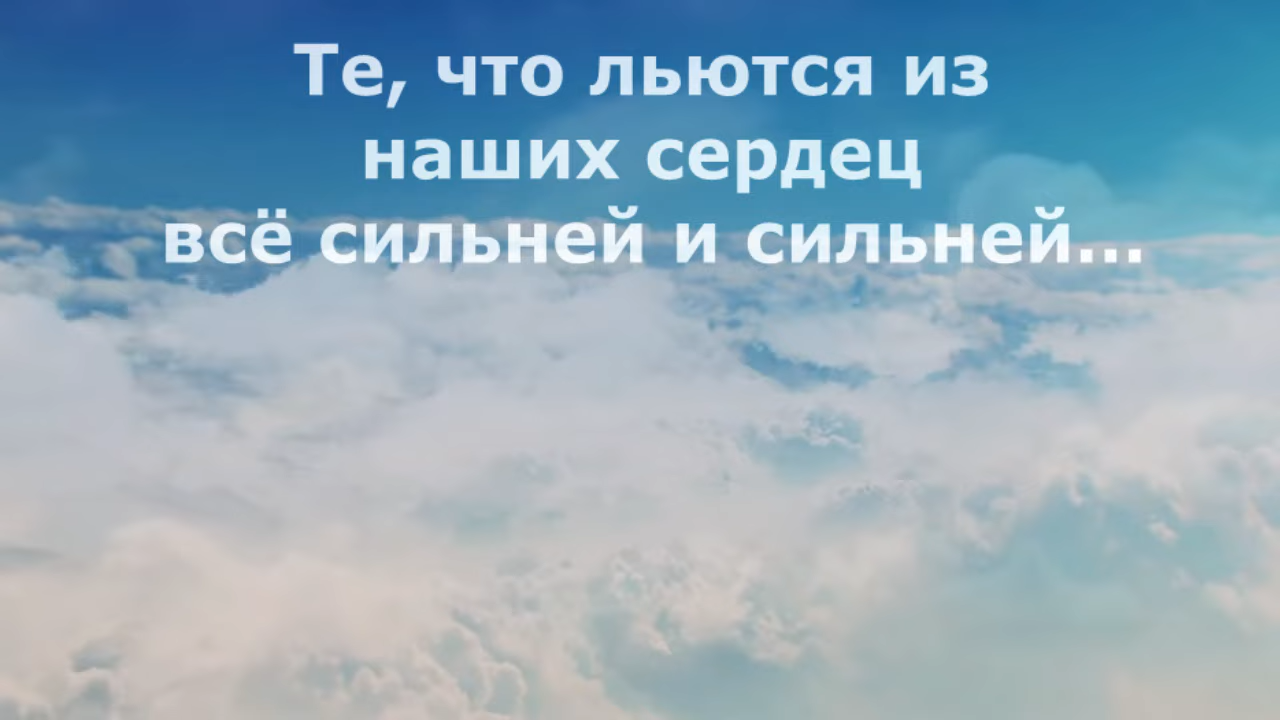 Те, что льются из
наших сердец
всё сильней и сильней...